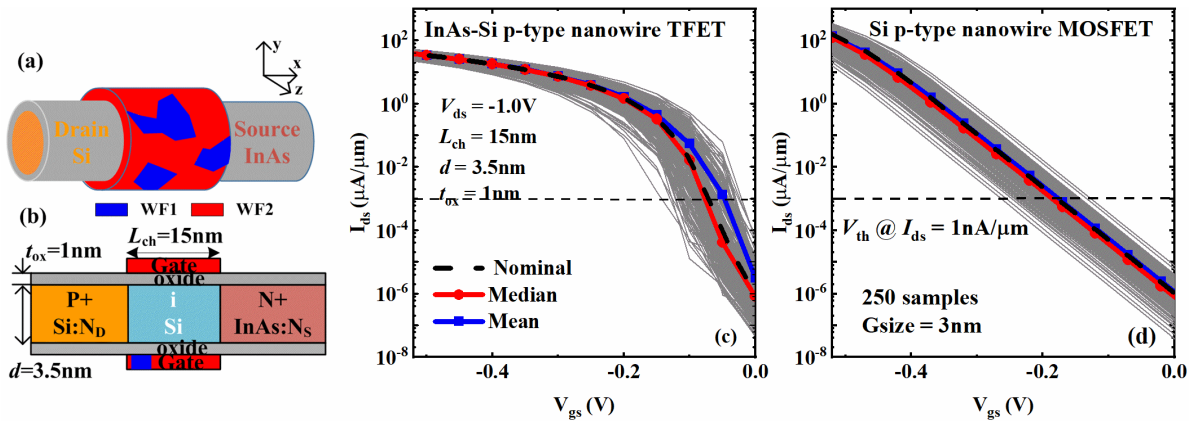 (a)
y
x
z
Drain
Si
Source
InAs
WF1
WF2
(b)
tox=1nm
Lch=15nm
Gate
oxide
P+
Si:ND
i
Si
N+
InAs:NS
oxide
Gate
d=3.5nm
InAs-Si p-type nanowire TFET
Vds = -1.0V
Lch = 15nm
d = 3.5nm
tox = 1nm
Nominal
Median
Mean
(c)
10^2
10^0
10^-2
10^-4
10^-6
10^-8
Ids (μA/μm)
-0.4
-0.2
0.0
Vgs (V)
Si p-type nanowire MOSFET
Vth @ Ids = 1nA/μm
250 samples
Gsize = 3nm
(d)
10^2
10^0
10^-2
10^-4
10^-6
10^-8
Ids (μA/μm)
-0.4
-0.2
0.0
Vgs (V)